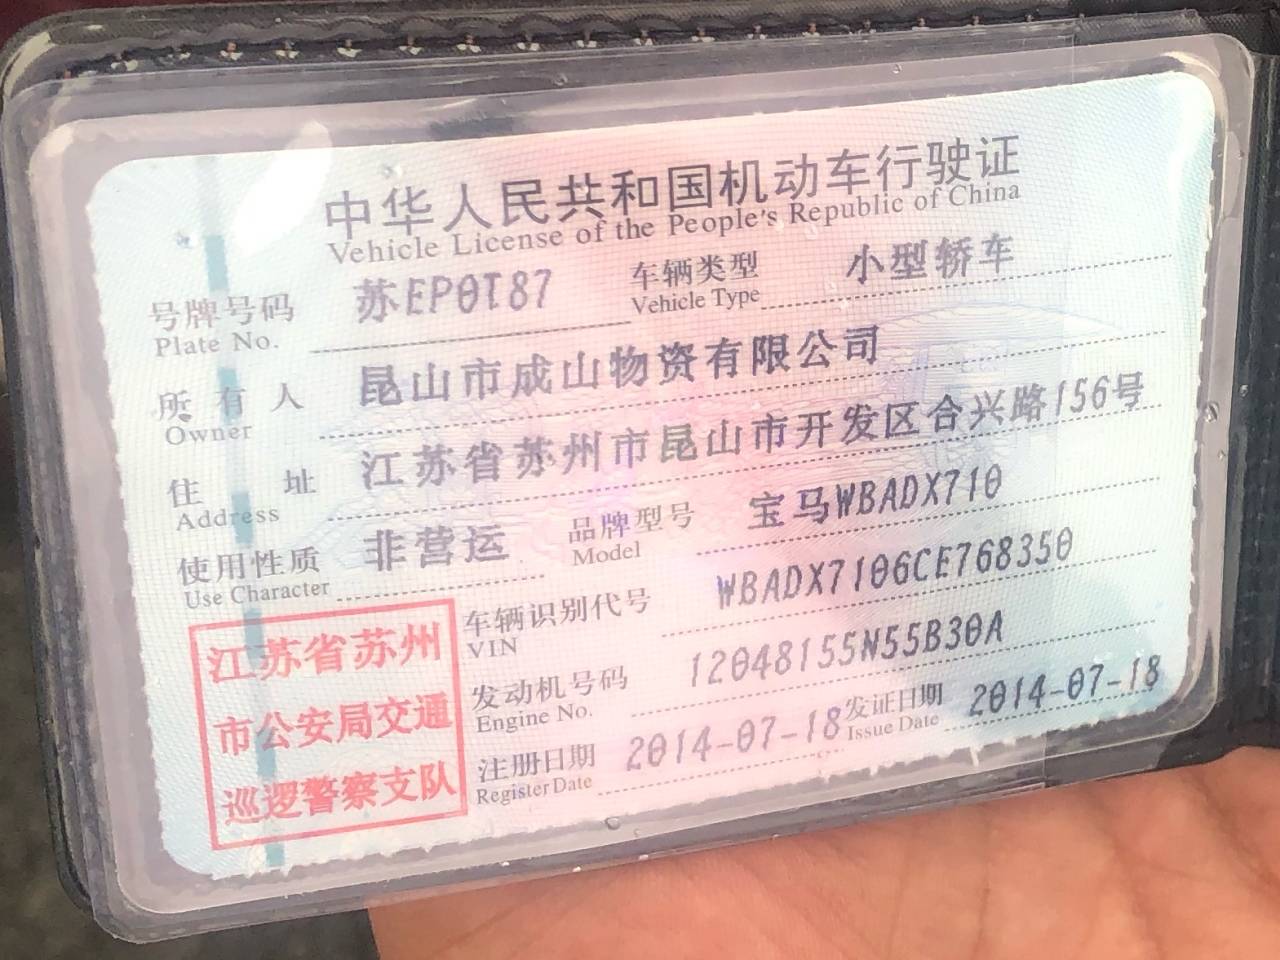 中华人民共和国机动车行驶证
Vehicle License of the People's Republic of China
号牌号码 苏EP0T87 车辆类型 小型轿车
Plate No. Vehicle Type
所有人 昆山市成山物资有限公司
Owner
住址 江苏省苏州市昆山市开发区合兴路156号
Address
使用性质 非营运 品牌型号 宝马WBADX710
Use Character Model
车辆识别代号 WBADX7106CE768350
VIN
发动机号码 12048155N55B30A
Engine No.
注册日期 2014-07-18 发证日期 2014-07-18
Register Date Issue Date
江苏省苏州
市公安局交通
巡逻警察支队